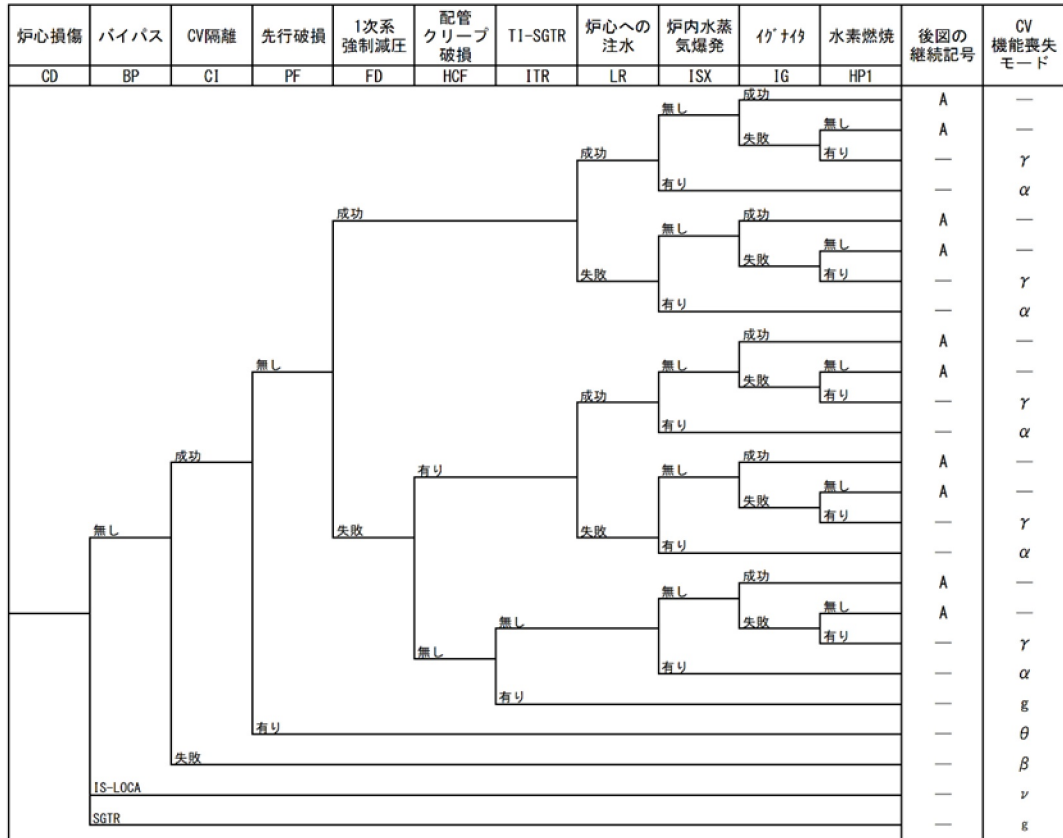 炉心損傷 バイパス CV隔離 先行破損 1次系 強制減圧 配管 クリープ 破損 TI-SGTR 炉心への 注水 炉内水蒸 気爆発 ｲｸﾞﾅｲﾀ 水素燃焼 後図の 継続記号 CV 機能喪失 モード
CD BP CI PF FD HCF ITR LR ISX IG HP1
成功 A —
無し 無し A —
失敗 有り — γ
成功 有り — α
成功 成功 A —
無し 無し A —
失敗 有り — γ
失敗 有り — α
成功 A —
無し 無し 無し A —
失敗 有り — γ
成功 有り — α
成功 有り 成功 A —
無し 無し A —
失敗 有り — γ
無し 失敗 失敗 有り — α
成功 A —
無し 無し A —
無し 失敗 有り — γ
無し 有り — α
有り — g
有り — θ
失敗 — β
IS-LOCA — ν
SGTR — g